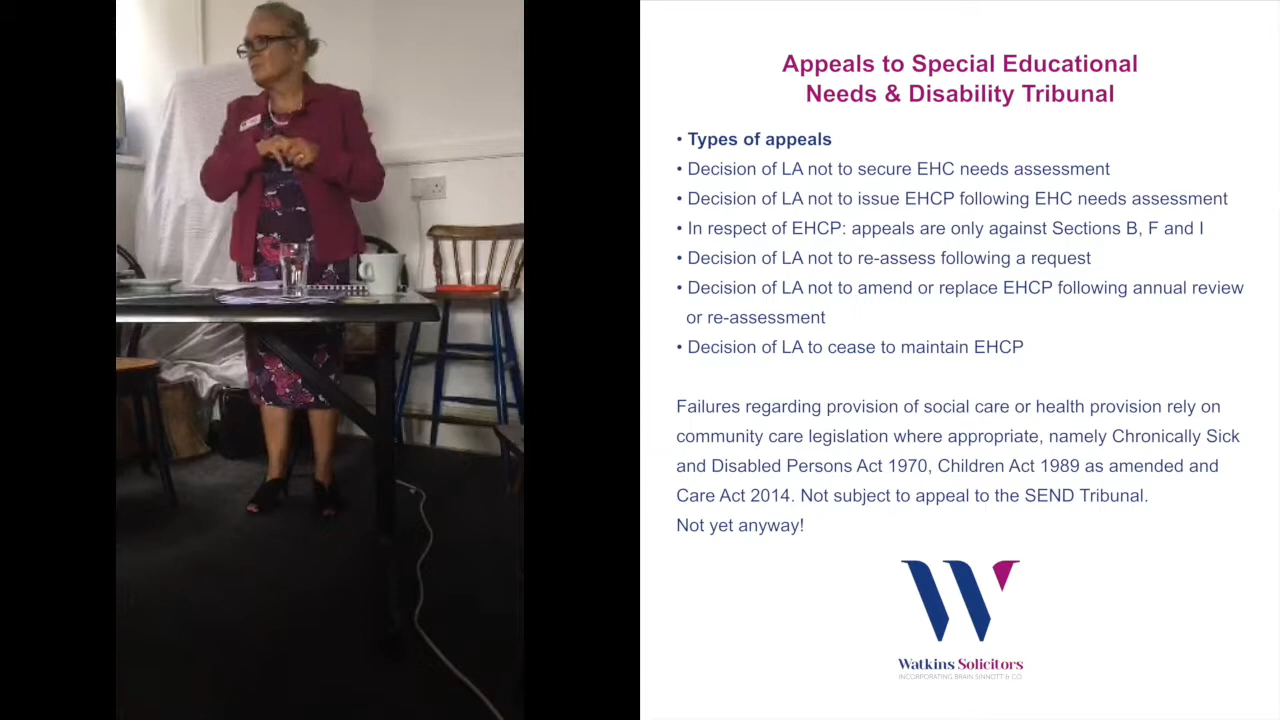 Appeals to Special Educational
Needs & Disability Tribunal
• Types of appeals
• Decision of LA not to secure EHC needs assessment
• Decision of LA not to issue EHCP following EHC needs assessment
• In respect of EHCP: appeals are only against Sections B, F and I
• Decision of LA not to re-assess following a request
• Decision of LA not to amend or replace EHCP following annual review
or re-assessment
• Decision of LA to cease to maintain EHCP
Failures regarding provision of social care or health provision rely on
community care legislation where appropriate, namely Chronically Sick
and Disabled Persons Act 1970, Children Act 1989 as amended and
Care Act 2014. Not subject to appeal to the SEND Tribunal.
Not yet anyway!
W
Watkins Solicitors
INCORPORATING BRAIN SINNOTT & CO